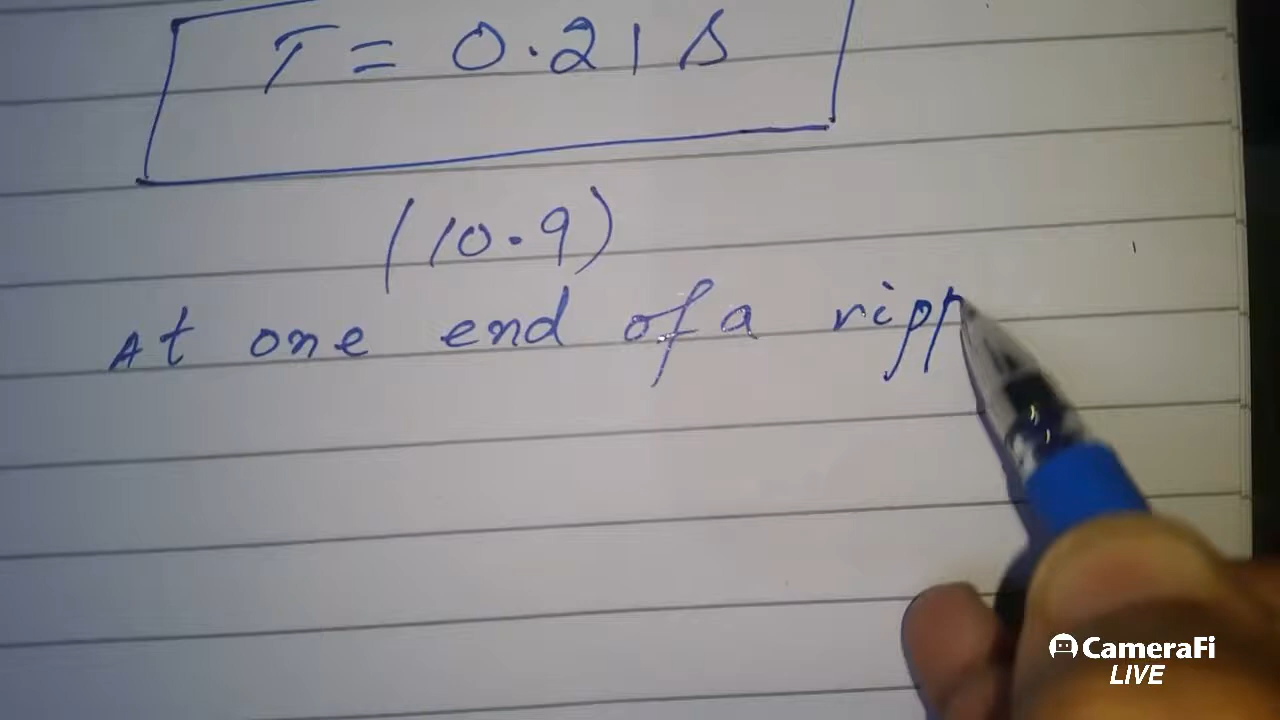 T = 0.21 s
(10.9)
At one end of a ripp
CameraFi
LIVE